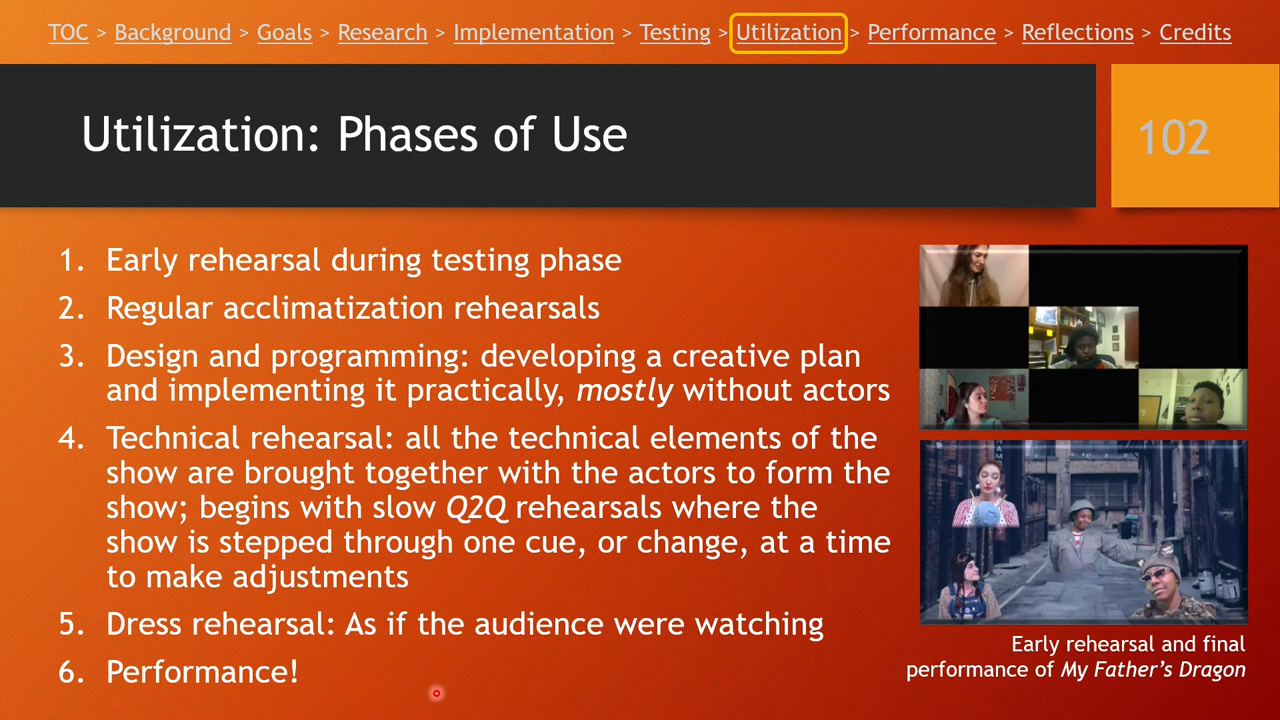 TOC > Background > Goals > Research > Implementation > Testing > Utilization > Performance > Reflections > Credits
Utilization: Phases of Use
102
1. Early rehearsal during testing phase
2. Regular acclimatization rehearsals
3. Design and programming: developing a creative plan
and implementing it practically, mostly without actors
4. Technical rehearsal: all the technical elements of the
show are brought together with the actors to form the
show; begins with slow Q2Q rehearsals where the
show is stepped through one cue, or change, at a time
to make adjustments
5. Dress rehearsal: As if the audience were watching
6. Performance!
Early rehearsal and final
performance of My Father's Dragon